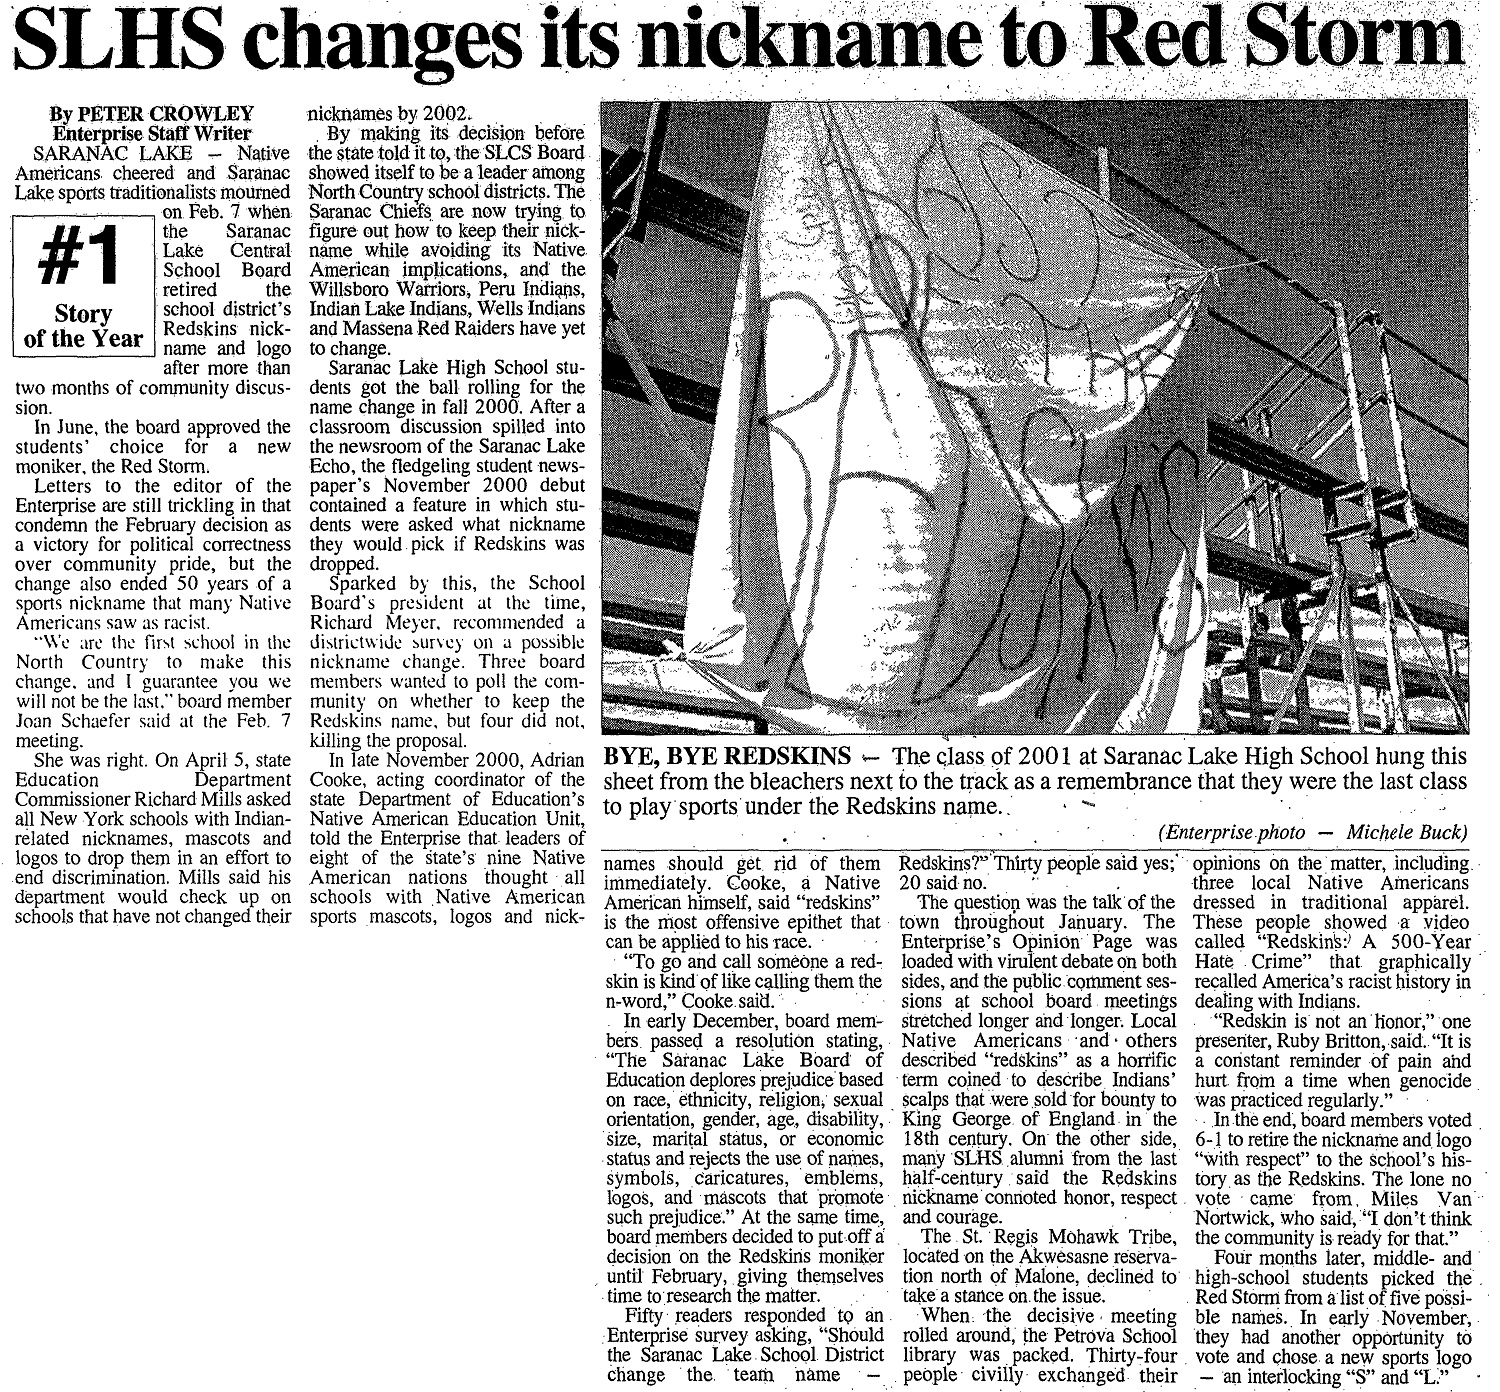 SLHS changes its nickname to Red Storm
By PETER CROWLEY
Enterprise Staff Writer
SARANAC LAKE — Native
Americans cheered and Saranac
Lake sports traditionalists mourned
on Feb. 7 when
the Saranac
Lake Central
School Board
retired the
school district's
Redskins nick-
name and logo
after more than
two months of community discus-
sion.
#1
Story
of the Year
In June, the board approved the
students' choice for a new
moniker, the Red Storm.
Letters to the editor of the
Enterprise are still trickling in that
condemn the February decision as
a victory for political correctness
over community pride, but the
change also ended 50 years of a
sports nickname that many Native
Americans saw as racist.
"We are the first school in the
North Country to make this
change, and I guarantee you we
will not be the last," board member
Joan Schaefer said at the Feb. 7
meeting.
She was right. On April 5, state
Education Department
Commissioner Richard Mills asked
all New York schools with Indian-
related nicknames, mascots and
logos to drop them in an effort to
end discrimination. Mills said his
department would check up on
schools that have not changed their
nicknames by 2002.
By making its decision before
the state told it to, the SLCS Board
showed itself to be a leader among
North Country school districts. The
Saranac Chiefs are now trying to
figure out how to keep their nick-
name while avoiding its Native
American implications, and the
Willsboro Warriors, Peru Indians,
Indian Lake Indians, Wells Indians
and Massena Red Raiders have yet
to change.
Saranac Lake High School stu-
dents got the ball rolling for the
name change in fall 2000. After a
classroom discussion spilled into
the newsroom of the Saranac Lake
Echo, the fledgeling student news-
paper's November 2000 debut
contained a feature in which stu-
dents were asked what nickname
they would pick if Redskins was
dropped.
Sparked by this, the School
Board's president at the time,
Richard Meyer, recommended a
districtwide survey on a possible
nickname change. Three board
members wanted to poll the com-
munity on whether to keep the
Redskins name, but four did not,
killing the proposal.
In late November 2000, Adrian
Cooke, acting coordinator of the
state Department of Education's
Native American Education Unit,
told the Enterprise that leaders of
eight of the state's nine Native
American nations thought all
schools with Native American
sports mascots, logos and nick-
BYE, BYE REDSKINS — The class of 2001 at Saranac Lake High School hung this
sheet from the bleachers next to the track as a remembrance that they were the last class
to play sports under the Redskins name.
(Enterprise photo — Michele Buck)
names should get rid of them
immediately. Cooke, a Native
American himself, said "redskins"
is the most offensive epithet that
can be applied to his race.
"To go and call someone a red-
skin is kind of like calling them the
n-word," Cooke said.
In early December, board mem-
bers passed a resolution stating,
"The Saranac Lake Board of
Education deplores prejudice based
on race, ethnicity, religion, sexual
orientation, gender, age, disability,
size, marital status, or economic
status and rejects the use of names,
symbols, caricatures, emblems,
logos, and mascots that promote
such prejudice." At the same time,
board members decided to put off a
decision on the Redskins moniker
until February, giving themselves
time to research the matter.
Fifty readers responded to an
Enterprise survey asking, "Should
the Saranac Lake School District
change the team name —
Redskins?" Thirty people said yes;
20 said no.
The question was the talk of the
town throughout January. The
Enterprise's Opinion Page was
loaded with virulent debate on both
sides, and the public comment ses-
sions at school board meetings
stretched longer and longer. Local
Native Americans and others
described "redskins" as a horrific
term coined to describe Indians'
scalps that were sold for bounty to
King George of England in the
18th century. On the other side,
many SLHS alumni from the last
half-century said the Redskins
nickname connoted honor, respect
and courage.
The St. Regis Mohawk Tribe,
located on the Akwesasne reserva-
tion north of Malone, declined to
take a stance on the issue.
When the decisive meeting
rolled around, the Petrova School
library was packed. Thirty-four
people civilly exchanged their
opinions on the matter, including
three local Native Americans
dressed in traditional apparel.
These people showed a video
called "Redskins: A 500-Year
Hate Crime" that graphically
recalled America's racist history in
dealing with Indians.
"Redskin is not an honor," one
presenter, Ruby Britton, said. "It is
a constant reminder of pain and
hurt from a time when genocide
was practiced regularly."
In the end, board members voted
6-1 to retire the nickname and logo
"with respect" to the school's his-
tory as the Redskins. The lone no
vote came from Miles Van
Nortwick, who said, "I don't think
the community is ready for that."
Four months later, middle- and
high-school students picked the
Red Storm from a list of five possi-
ble names. In early November,
they had another opportunity to
vote and chose a new sports logo
— an interlocking "S" and "L."